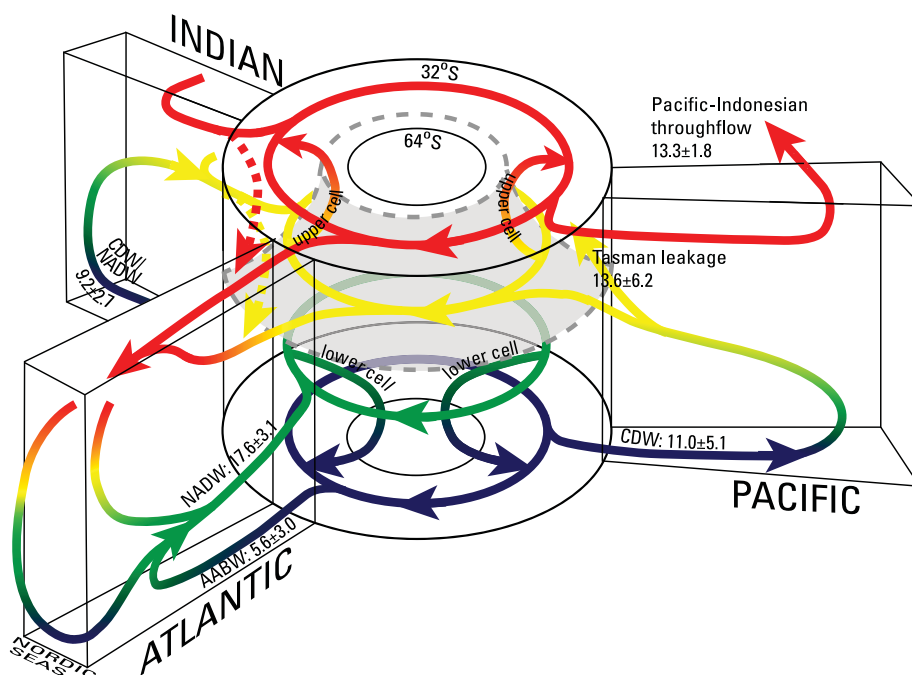 INDIAN
32°S
64°S
Pacific-Indonesian
throughflow
13.3±1.8
upper cell
upper cell
Tasman leakage
13.6±6.2
CDW/
NADW
9.2±2.1
lower cell
lower cell
NADW: 17.6±3.1
CDW: 11.0±5.1
PACIFIC
AABW: 5.6±3.0
ATLANTIC
NORDIC
SEAS